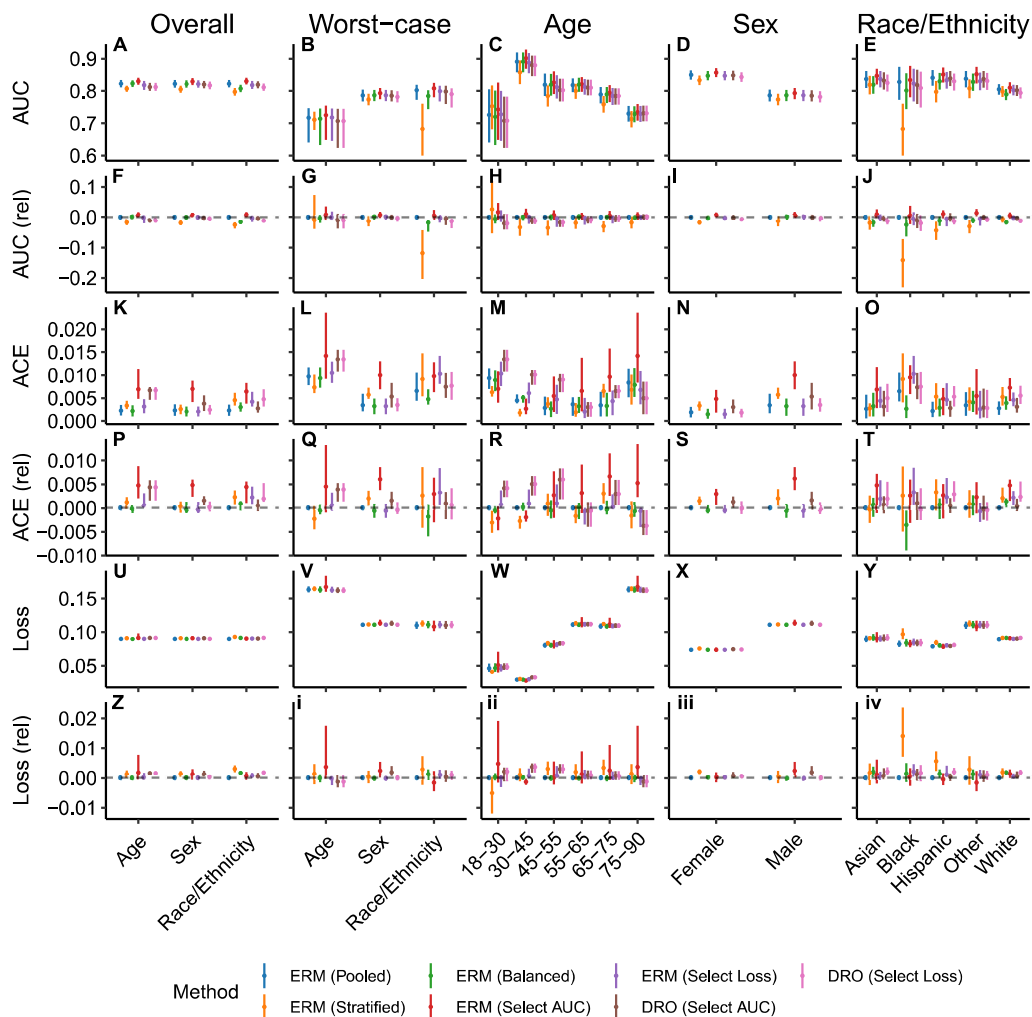 Overall Worst−case Age Sex Race/Ethnicity
A B C D E
AUC
0.9
0.8
0.7
0.6
F G H I J
AUC (rel)
0.1
0.0
−0.1
−0.2
K L M N O
ACE
0.020
0.015
0.010
0.005
0.000
P Q R S T
ACE (rel)
0.010
0.005
0.000
−0.005
−0.010
U V W X Y
Loss
0.15
0.10
0.05
Z i ii iii iv
Loss (rel)
0.02
0.01
0.00
−0.01
Age Sex Race/Ethnicity Age Sex Race/Ethnicity 18−30 30−45 45−55 55−65 65−75 75−90 Female Male Asian Black Hispanic Other White
Method
ERM (Pooled) ERM (Balanced) ERM (Select Loss) DRO (Select Loss)
ERM (Stratified) ERM (Select AUC) DRO (Select AUC)